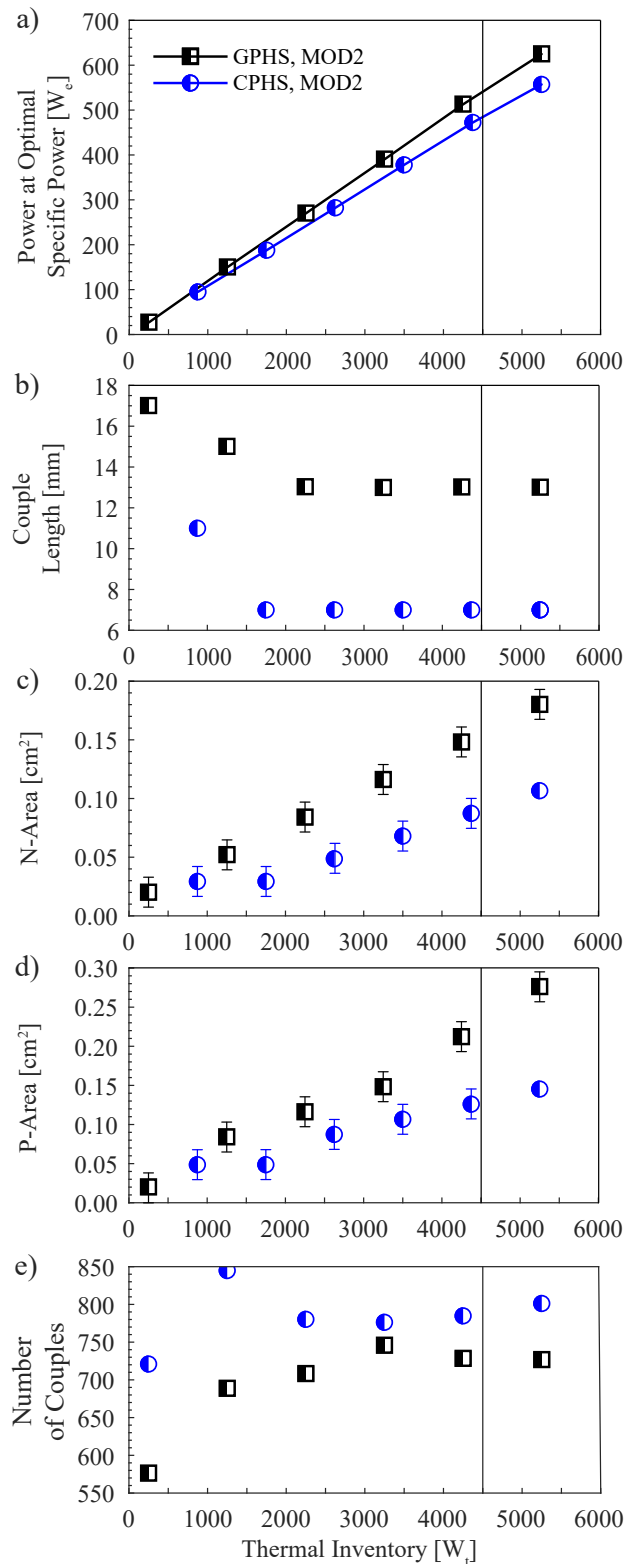 a)
700
600
500
400
300
200
100
0
Power at Optimal
Specific Power [Wₑ]
GPHS, MOD2
CPHS, MOD2
0 1000 2000 3000 4000 5000 6000
b)
18
16
14
12
10
8
6
Couple
Length [mm]
0 1000 2000 3000 4000 5000 6000
c)
0.20
0.15
0.10
0.05
0.00
N-Area [cm²]
0 1000 2000 3000 4000 5000 6000
d)
0.30
0.25
0.20
0.15
0.10
0.05
0.00
P-Area [cm²]
0 1000 2000 3000 4000 5000 6000
e)
850
800
750
700
650
600
550
Number
of Couples
0 1000 2000 3000 4000 5000 6000
Thermal Inventory [Wₜ]